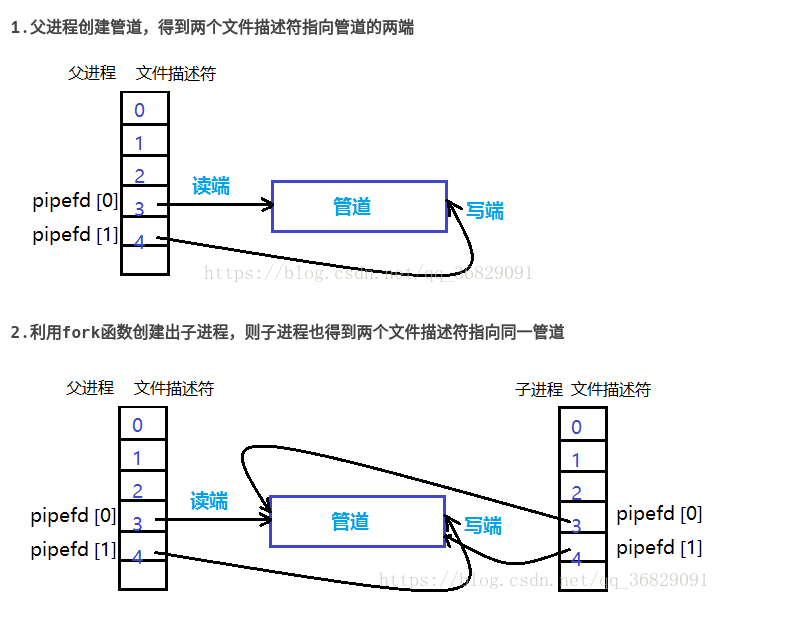 1.父进程创建管道，得到两个文件描述符指向管道的两端
父进程 文件描述符
0
1
2
读端
pipefd [0] 3
管道
写端
pipefd [1] 4
https://blog.csdn.net/qq_36829091
2.利用fork函数创建出子进程，则子进程也得到两个文件描述符指向同一管道
父进程 文件描述符
子进程 文件描述符
0
0
1
1
2
2
读端
pipefd [0] 3
管道
写端
3 pipefd [0]
pipefd [1] 4
4 pipefd [1]
https://blog.csdn.net/qq_36829091